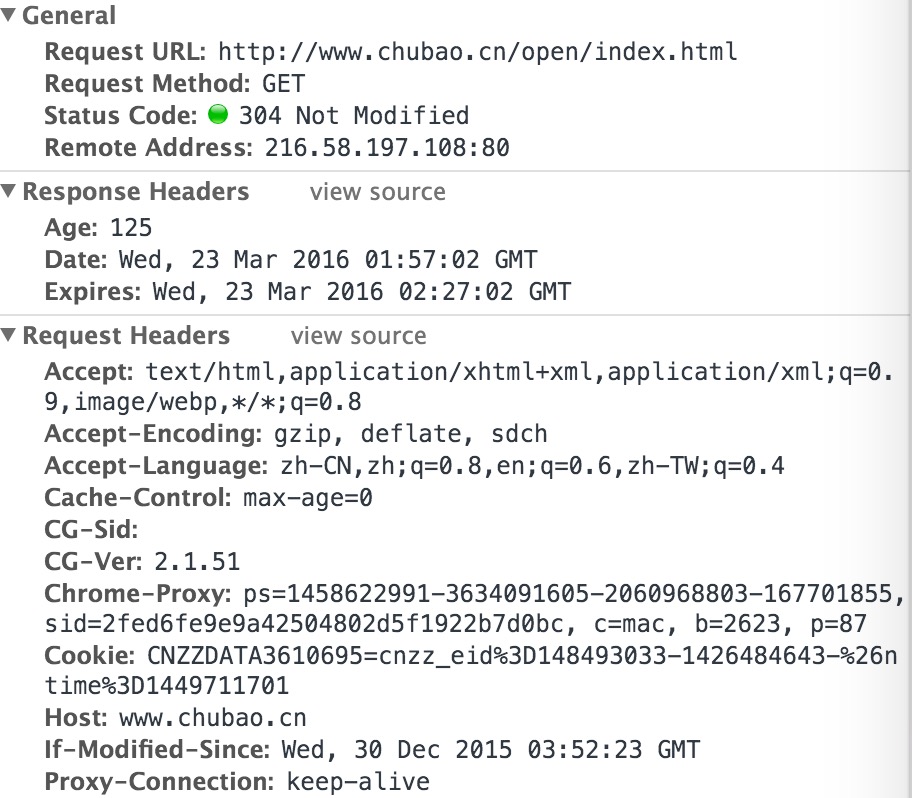 General
Request URL: http://www.chubao.cn/open/index.html
Request Method: GET
Status Code: 304 Not Modified
Remote Address: 216.58.197.108:80
Response Headers view source
Age: 125
Date: Wed, 23 Mar 2016 01:57:02 GMT
Expires: Wed, 23 Mar 2016 02:27:02 GMT
Request Headers view source
Accept: text/html,application/xhtml+xml,application/xml;q=0.
9,image/webp,*/*;q=0.8
Accept-Encoding: gzip, deflate, sdch
Accept-Language: zh-CN,zh;q=0.8,en;q=0.6,zh-TW;q=0.4
Cache-Control: max-age=0
CG-Sid:
CG-Ver: 2.1.51
Chrome-Proxy: ps=1458622991-3634091605-2060968803-167701855,
sid=2fed6fe9e9a42504802d5f1922b7d0bc, c=mac, b=2623, p=87
Cookie: CNZZDATA3610695=cnzz_eid%3D148493033-1426484643-%26n
time%3D1449711701
Host: www.chubao.cn
If-Modified-Since: Wed, 30 Dec 2015 03:52:23 GMT
Proxy-Connection: keep-alive